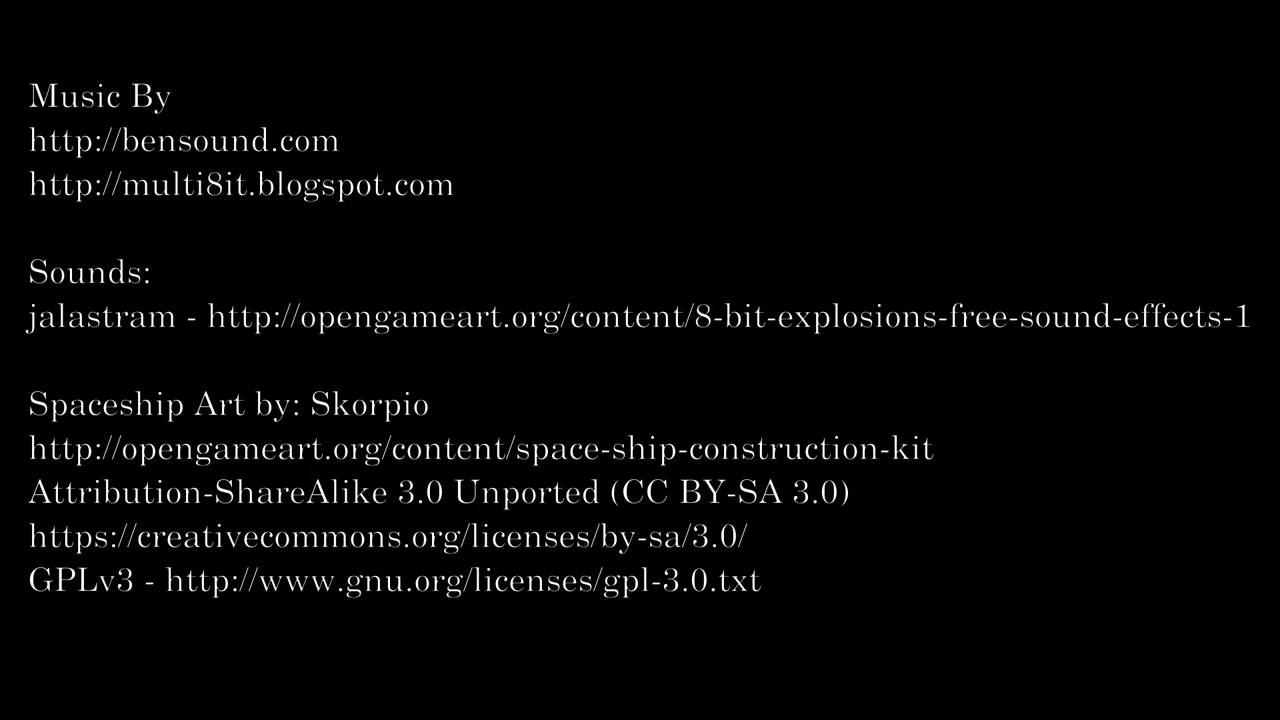 Music By
http://bensound.com
http://multi8it.blogspot.com
Sounds:
jalastram - http://opengameart.org/content/8-bit-explosions-free-sound-effects-1
Spaceship Art by: Skorpio
http://opengameart.org/content/space-ship-construction-kit
Attribution-ShareAlike 3.0 Unported (CC BY-SA 3.0)
https://creativecommons.org/licenses/by-sa/3.0/
GPLv3 - http://www.gnu.org/licenses/gpl-3.0.txt